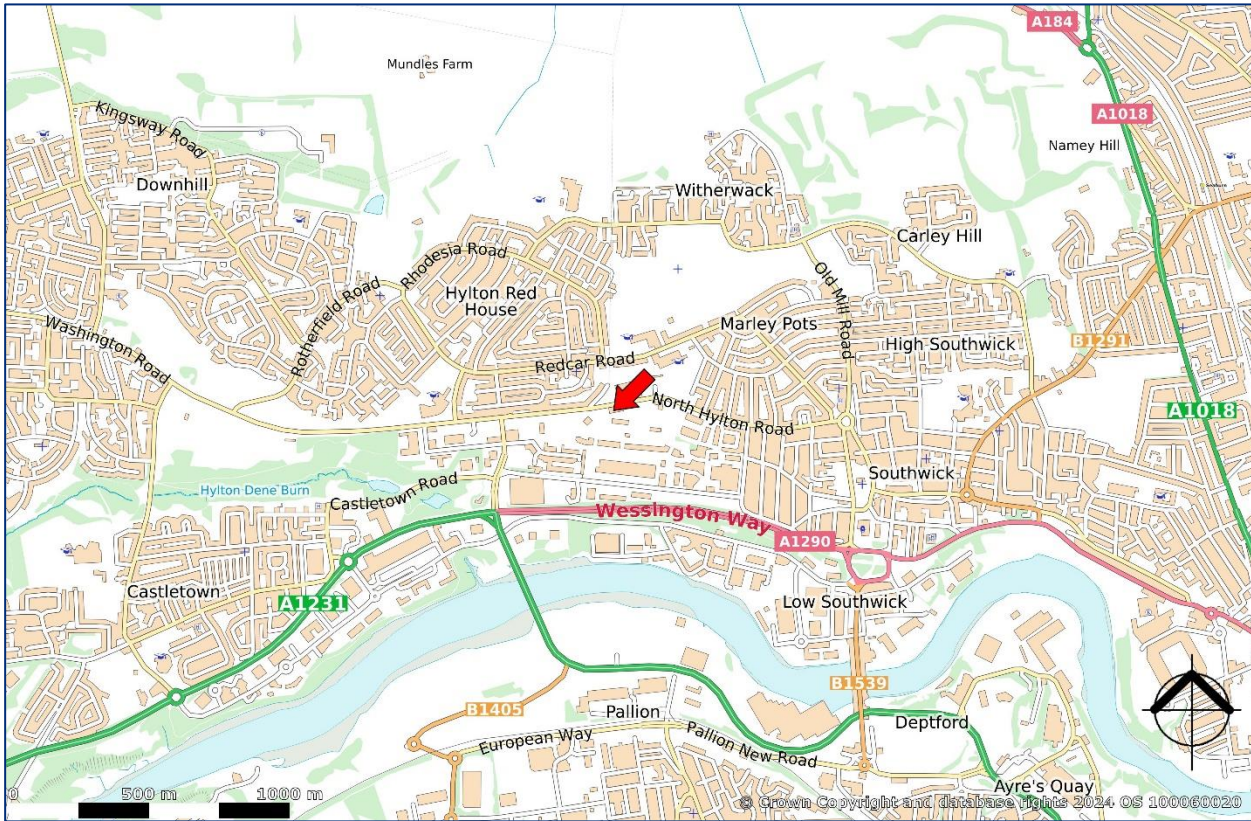 A184
Mundles Farm
A1018
Kingsway Road
Namey Hill
Downhill
Witherwack
Seaburn
Carley Hill
Rhodesia Road
Old Mill Road
Hylton Red
House
Rotherfield Road
Washington Road
Marley Pots
High Southwick
B1291
Redcar Road
North Hylton Road
A1018
Southwick
Hylton Dene Burn
Castletown Road
Wessington Way
A1290
Castletown
A1231
Low Southwick
B1539
B1405
Pallion
Deptford
European Way
Pallion New Road
Ayre's Quay
0 500 m 1000 m
© Crown Copyright and database rights 2024 OS 100060020